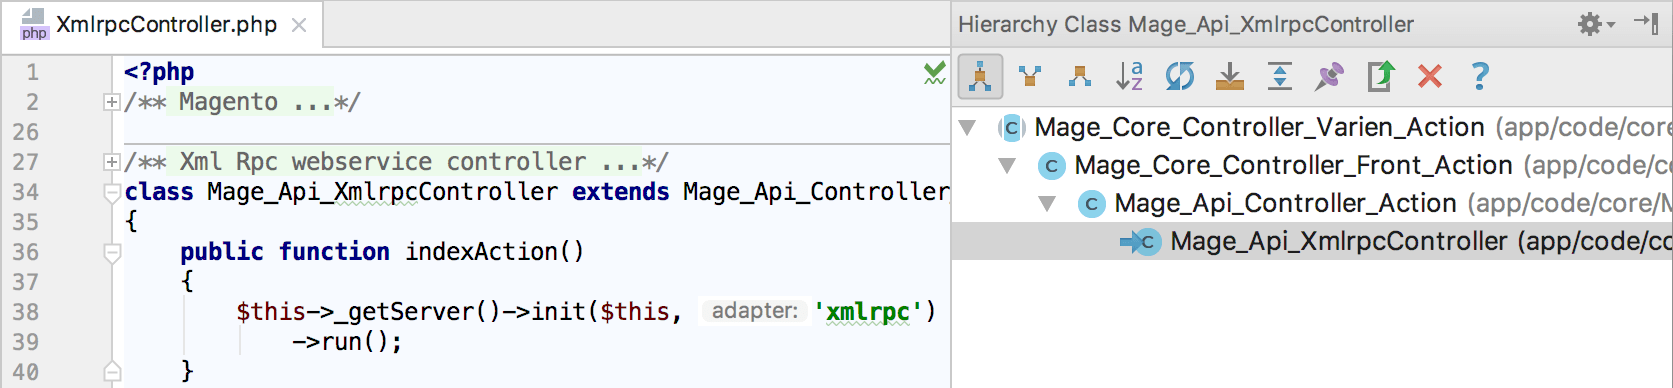 XmlrpcController.php
php
1 <?php
2 /** Magento ...*/
26
27 /** Xml Rpc webservice controller ...*/
34 class Mage_Api_XmlrpcController extends Mage_Api_Controller_
35 {
36 public function indexAction()
37 {
38 $this->_getServer()->init($this, adapter: 'xmlrpc')
39 ->run();
40 }
Hierarchy Class Mage_Api_XmlrpcController
a
z
?
C Mage_Core_Controller_Varien_Action (app/code/core
C Mage_Core_Controller_Front_Action (app/code/c
C Mage_Api_Controller_Action (app/code/core/M
C Mage_Api_XmlrpcController (app/code/co